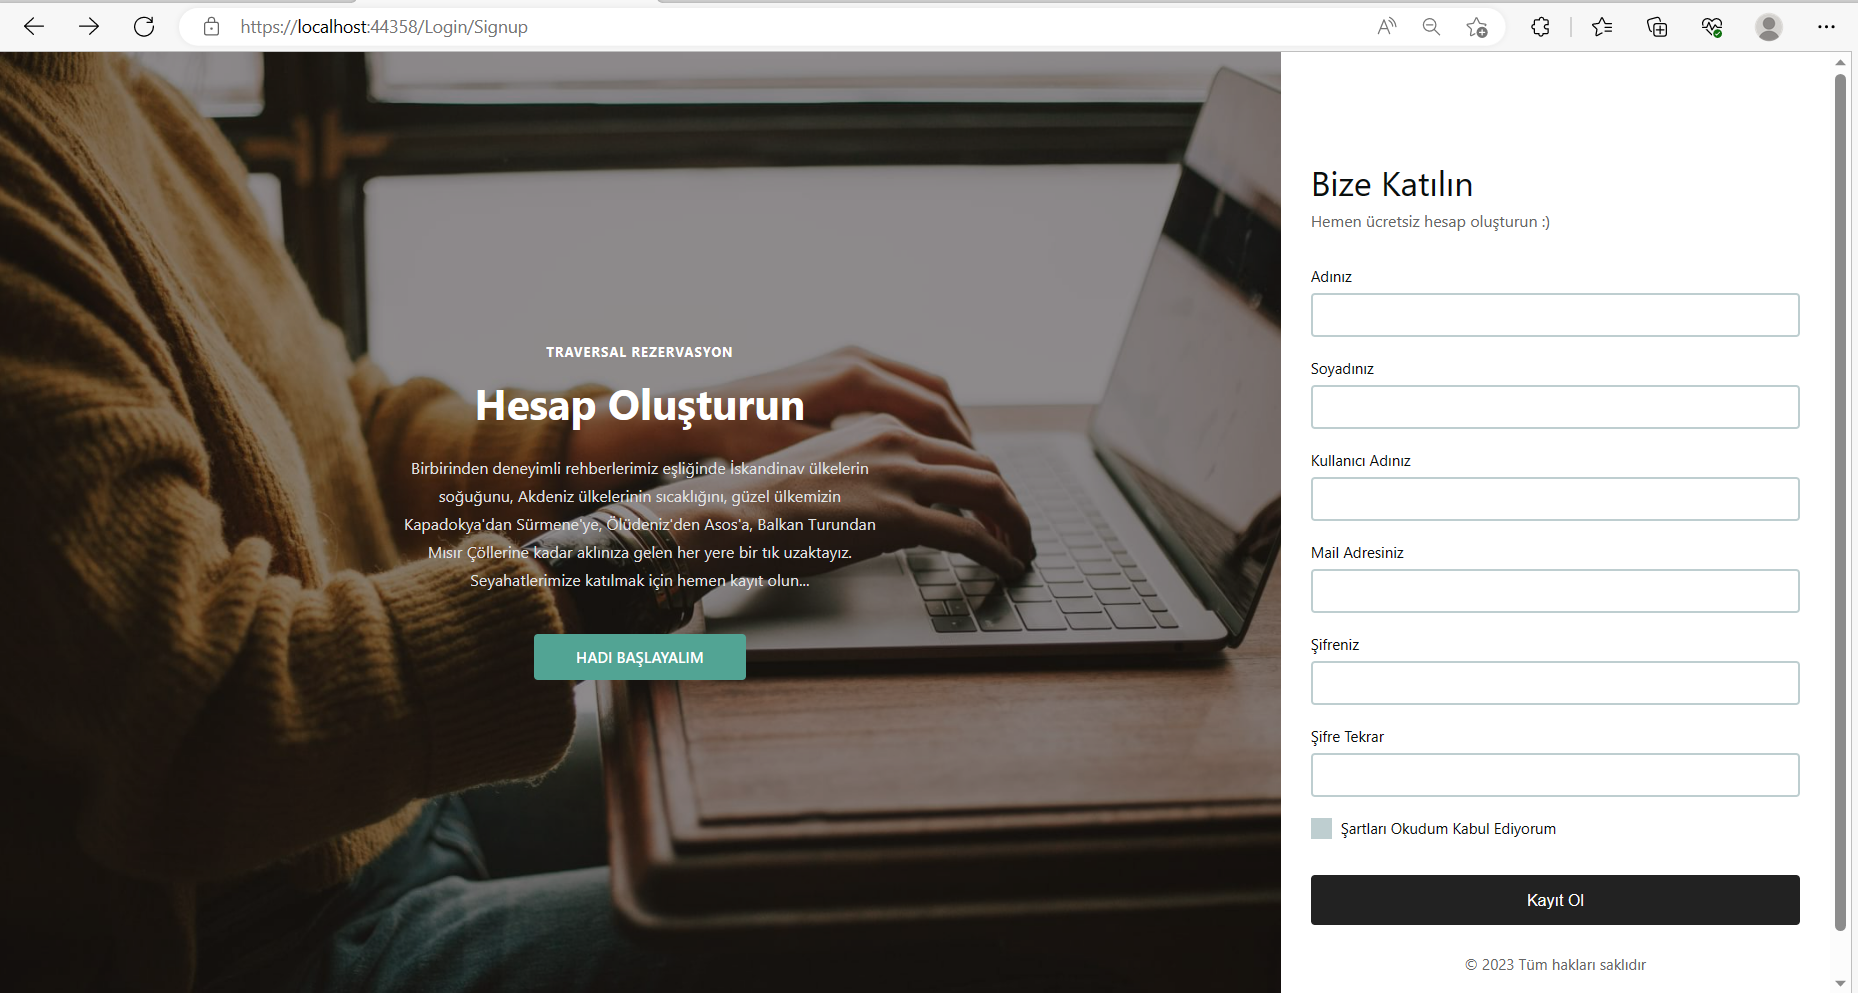 https://localhost:44358/Login/Signup
TRAVERSAL REZERVASYON
Hesap Oluşturun
Birbirinden deneyimli rehberlerimiz eşliğinde İskandinav ülkelerin
soğuğunu, Akdeniz ülkelerinin sıcaklığını, güzel ülkemizin
Kapadokya'dan Sürmene'ye, Ölüdeniz'den Asos'a, Balkan Turundan
Mısır Çöllerine kadar aklınıza gelen her yere bir tık uzaktayız.
Seyahatlerimize katılmak için hemen kayıt olun...
HADI BAŞLAYALIM
Bize Katılın
Hemen ücretsiz hesap oluşturun :)
Adınız
Soyadınız
Kullanıcı Adınız
Mail Adresiniz
Şifreniz
Şifre Tekrar
Şartları Okudum Kabul Ediyorum
Kayıt Ol
© 2023 Tüm hakları saklıdır